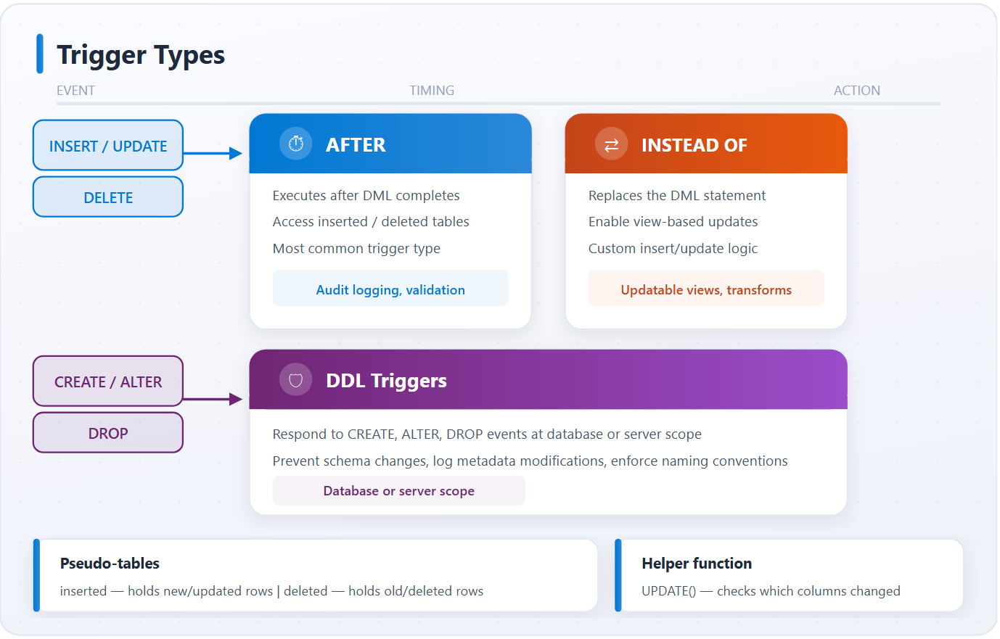 Trigger Types
EVENT
TIMING
ACTION
INSERT / UPDATE
DELETE
AFTER
Executes after DML completes
Access inserted / deleted tables
Most common trigger type
Audit logging, validation
INSTEAD OF
Replaces the DML statement
Enable view-based updates
Custom insert/update logic
Updatable views, transforms
CREATE / ALTER
DROP
DDL Triggers
Respond to CREATE, ALTER, DROP events at database or server scope
Prevent schema changes, log metadata modifications, enforce naming conventions
Database or server scope
Pseudo-tables
inserted — holds new/updated rows | deleted — holds old/deleted rows
Helper function
UPDATE() — checks which columns changed